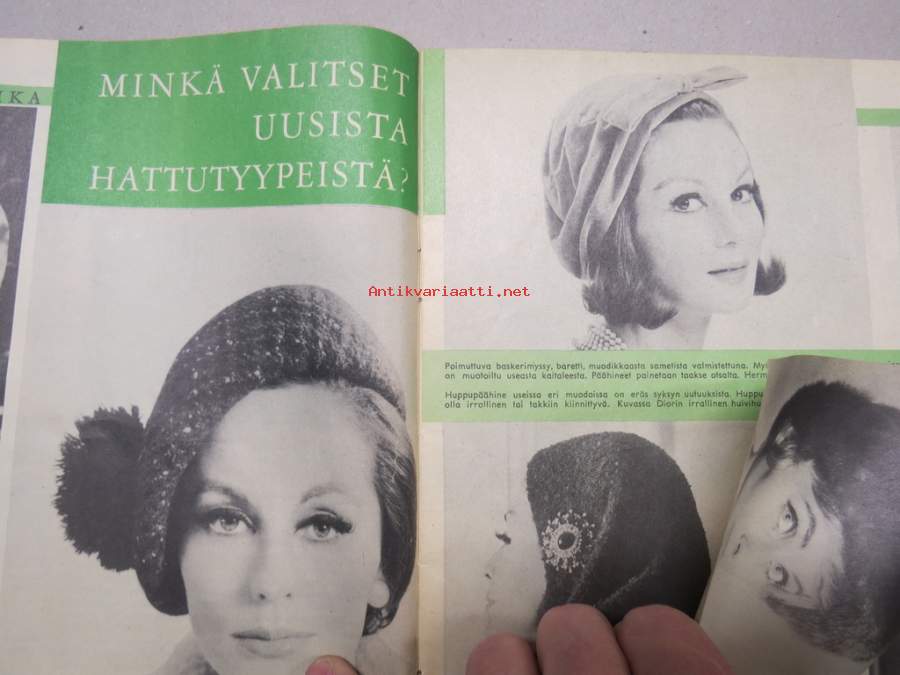 IKA
MINKÄ VALITSET
UUSISTA
HATTUTYYPEISTÄ?
Antikvariaatti.net
Poimuttuva baskerimyssy, baretti, muodikkaasta sametista valmistettuna.
on muotoiltu useasta kaitaleesta. Päähineet painetaan taakse otsalta.
Huppupäähine useissa eri muodoissa on eräs syksyn uutuuksista.
olla irrallinen tai takkiin kiinnittyvä. Kuvassa Diorin irrallinen